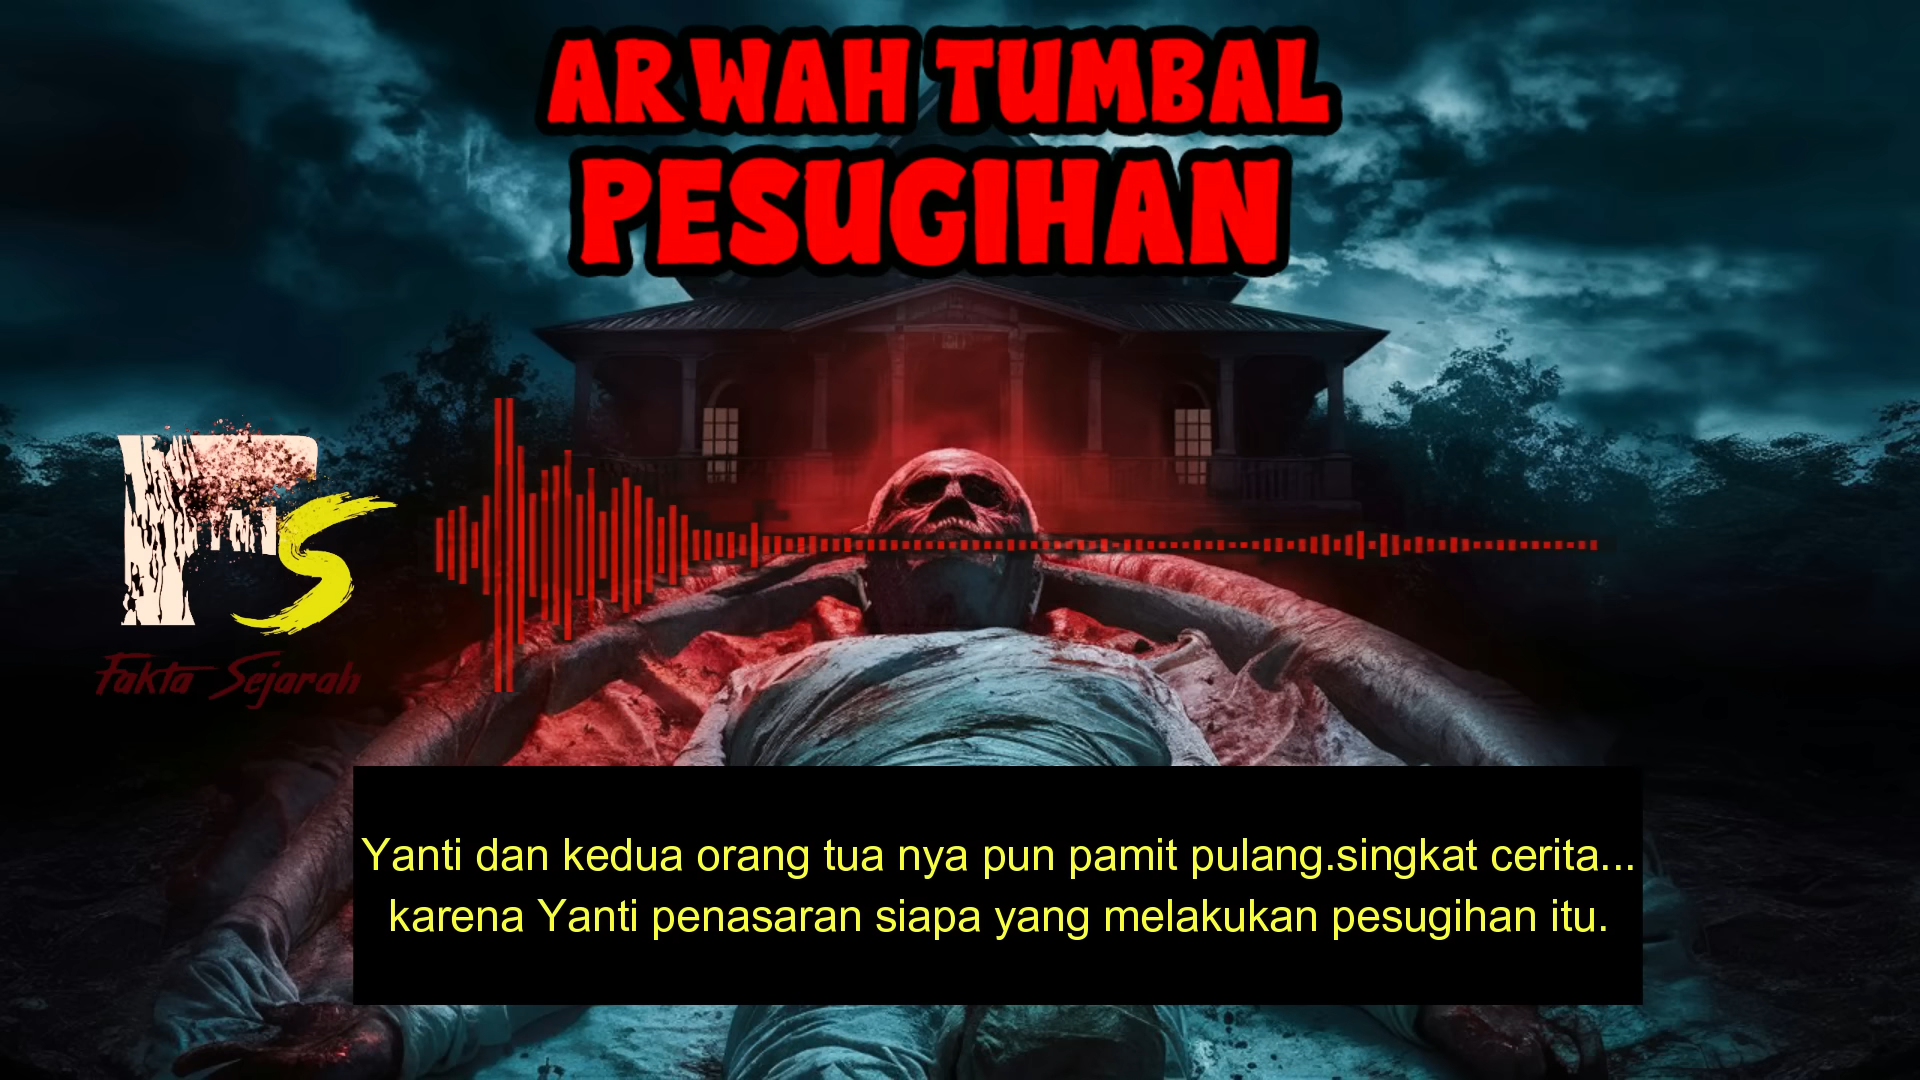 ARWAH TUMBAL
PESUGIHAN
FS
Fakta Sejarah
Yanti dan kedua orang tua nya pun pamit pulang.singkat cerita...
karena Yanti penasaran siapa yang melakukan pesugihan itu.